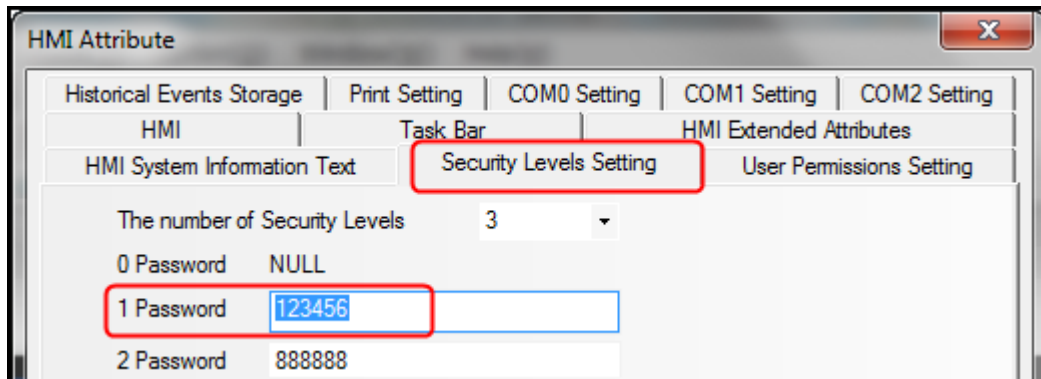 HMI Attribute
Historical Events Storage Print Setting COM0 Setting COM1 Setting COM2 Setting
HMI Task Bar HMI Extended Attributes
HMI System Information Text Security Levels Setting User Permissions Setting
The number of Security Levels 3
0 Password NULL
1 Password 123456
2 Password 888888